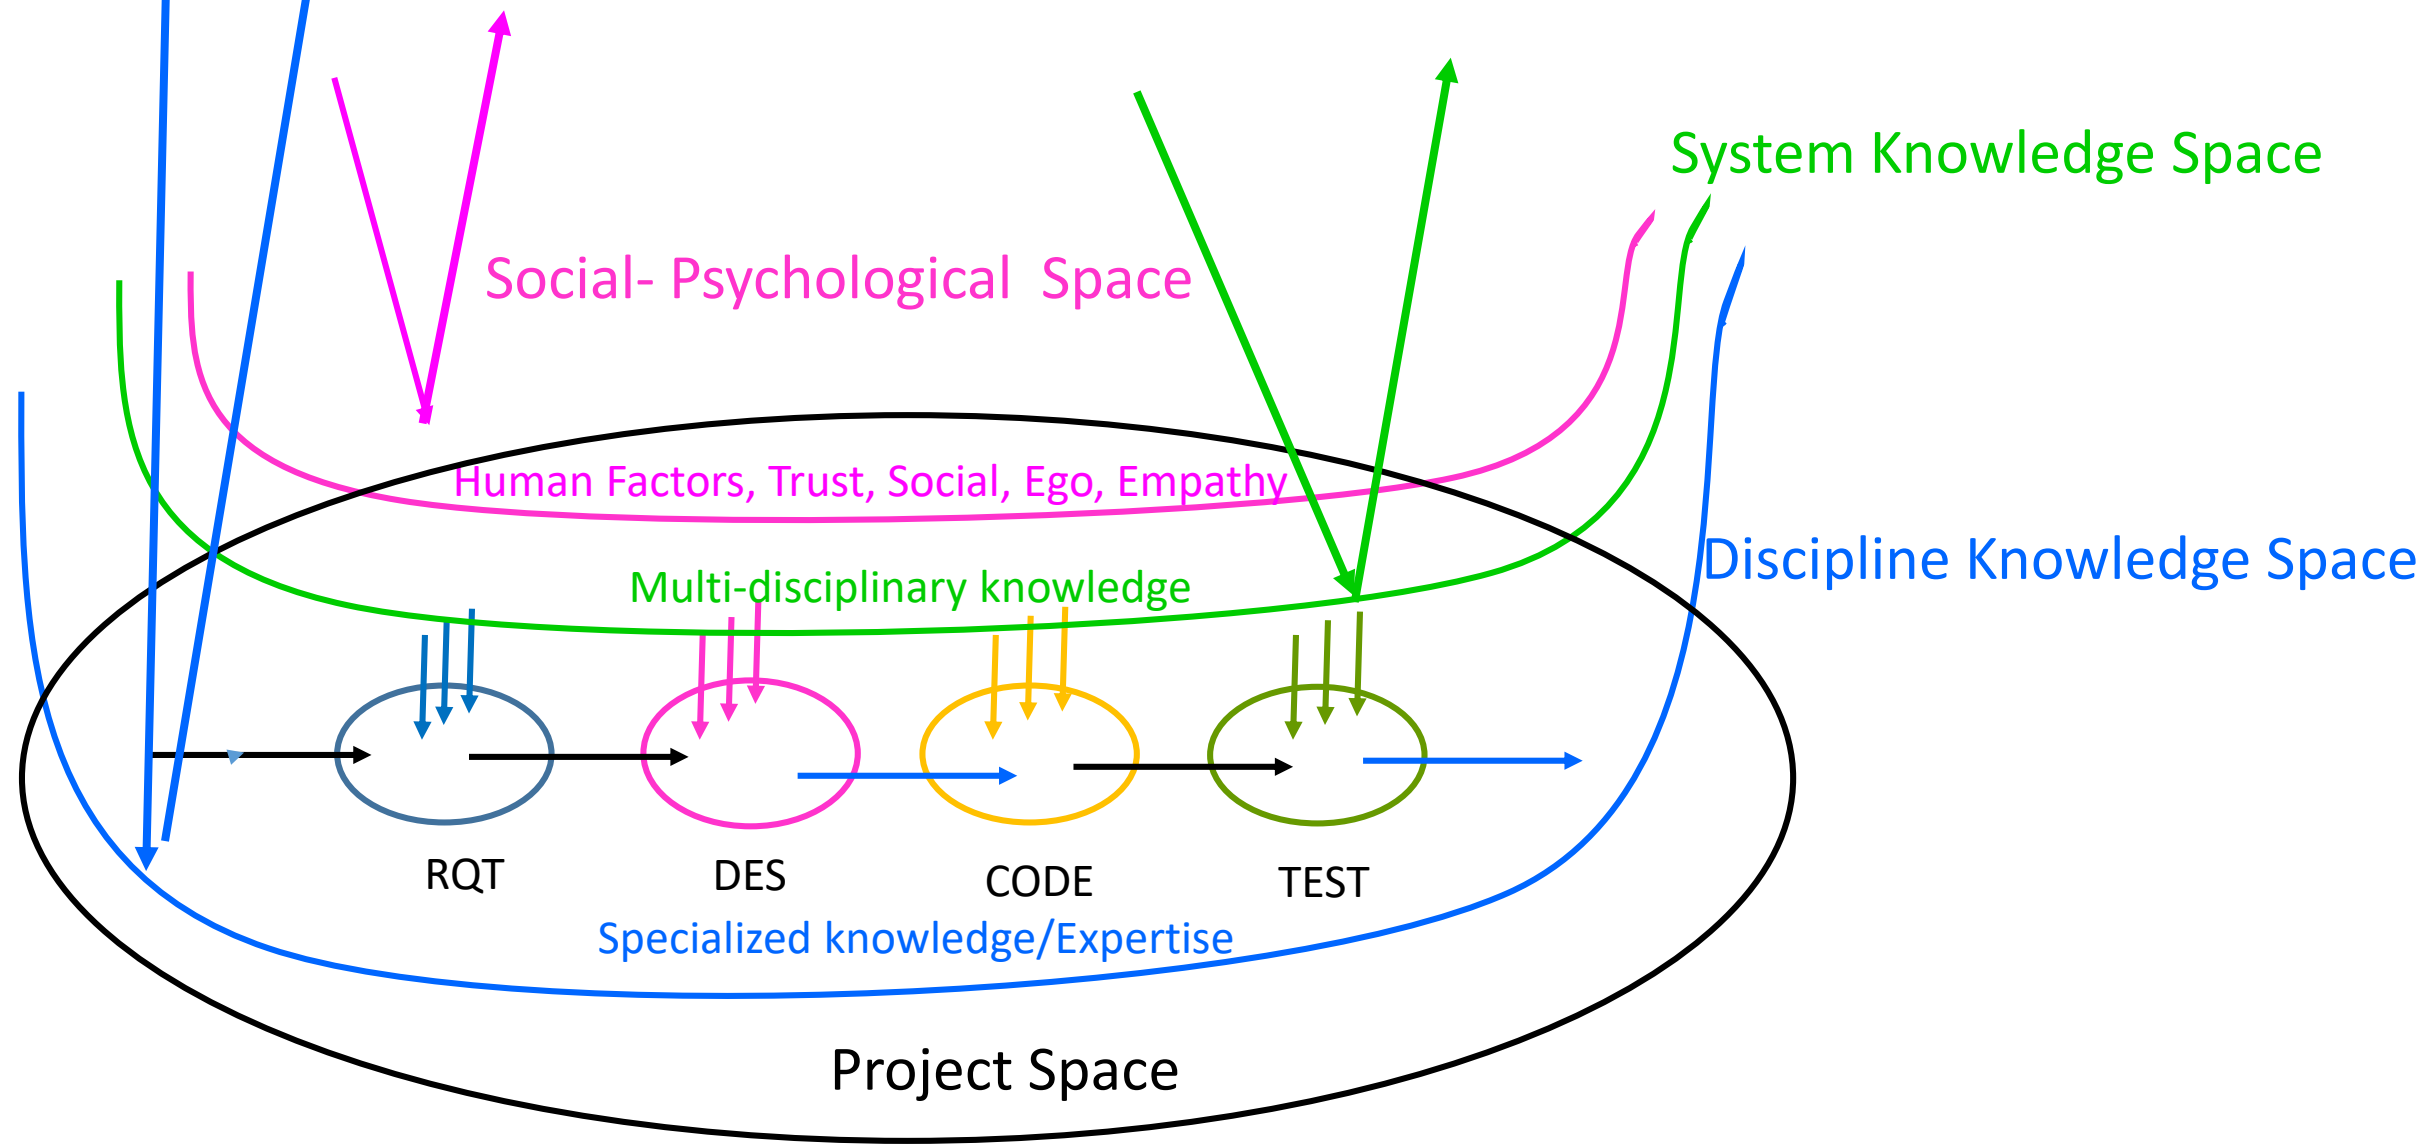 System Knowledge Space
Social- Psychological  Space
Human Factors, Trust, Social, Ego, Empathy
Discipline Knowledge Space
Multi-disciplinary knowledge
RQT
DES
CODE
TEST
Specialized knowledge/Expertise
Project Space